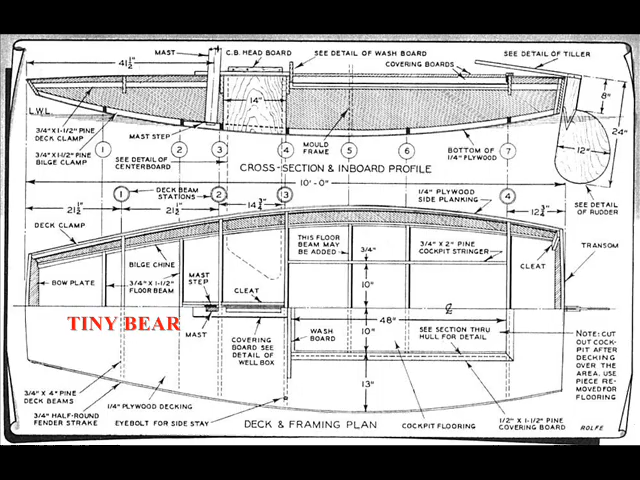 MAST
C.B. HEAD BOARD
SEE DETAIL OF WASH BOARD
COVERING BOARDS
SEE DETAIL OF TILLER
41 1/2"
14"
8"
24"
12"
L.W.L.
3/4" X 1-1/2" PINE
DECK CLAMP
3/4" X 1-1/2" PINE
BILGE CLAMP
MAST STEP
SEE DETAIL OF
CENTERBOARD
MOULD
FRAME
BOTTOM OF
1/4" PLYWOOD
1
2
3
4
5
6
7
CROSS-SECTION & INBOARD PROFILE
10'-0"
DECK BEAM
STATIONS
1
2
3
4
21 1/2"
21 1/2"
14 3/4"
12 3/4"
1/4" PLYWOOD
SIDE PLANKING
SEE DETAIL
OF RUDDER
DECK CLAMP
THIS FLOOR
BEAM MAY
BE ADDED
3/4"
3/4" X 2" PINE
COCKPIT STRINGER
TRANSOM
BILGE CHINE
BOW PLATE
3/4" X 1-1/2"
FLOOR BEAM
MAST
STEP
CLEAT
10"
CLEAT
TINY BEAR
MAST
COVERING
BOARD SEE
DETAIL OF
WELL BOX
WASH
BOARD
48"
10"
SEE SECTION THRU
HULL FOR DETAIL
NOTE: CUT
OUT COCK-
PIT AFTER
DECKING
OVER THE
AREA. USE
PIECE RE-
MOVED FOR
FLOORING
13"
3/4" X 4" PINE
DECK BEAMS
3/4" HALF-ROUND
FENDER STRAKE
1/4" PLYWOOD DECKING
EYEBOLT FOR SIDE STAY
DECK & FRAMING PLAN
COCKPIT FLOORING
1/2" X 1-1/2" PINE
COVERING BOARD
ROLFE